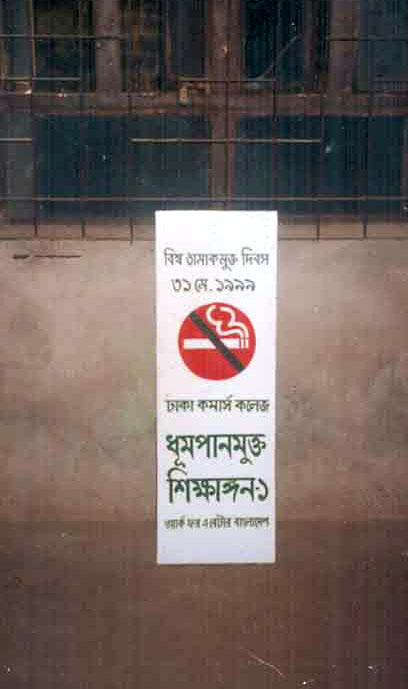 বিশ্ব তামাকমুক্ত দিবস
৩১ মে. ১৯৯৯
ঢাকা কমার্স কলেজ
ধূমপানমুক্ত
শিক্ষাঙ্গন-১
ওয়ার্ক ফর এ বেটার বাংলাদেশ